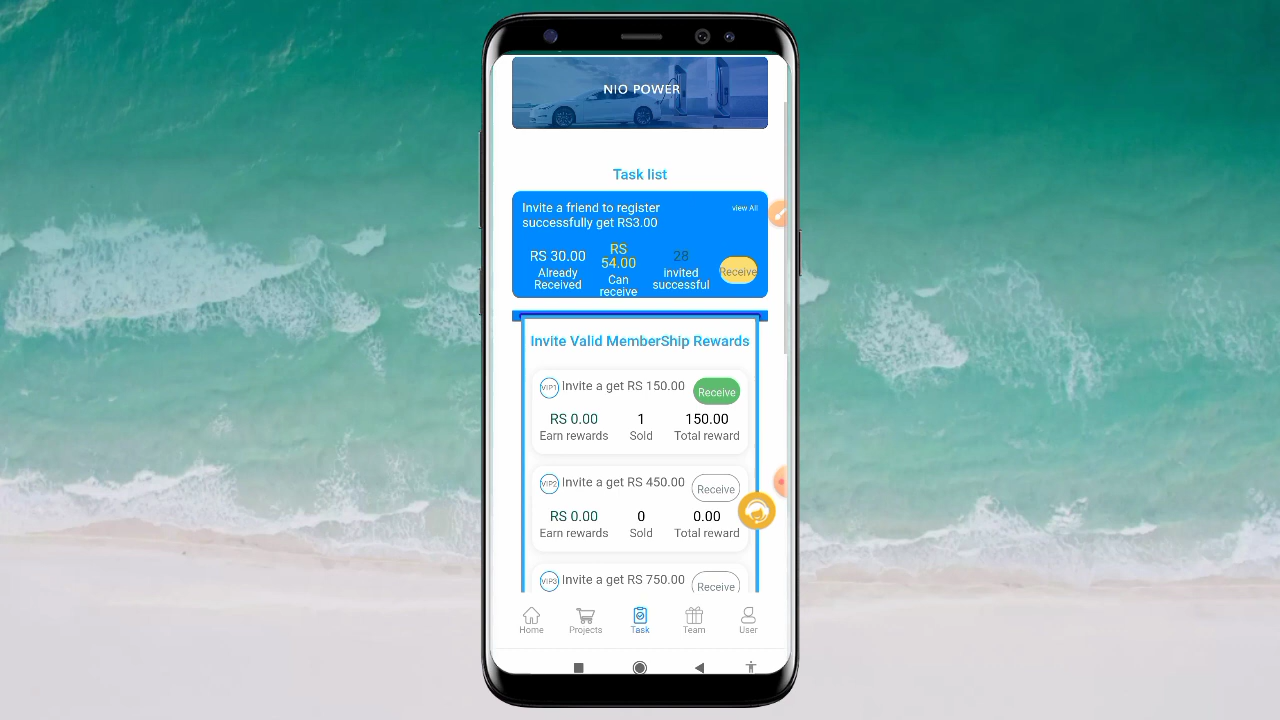 NIO POWER
Task list
Invite a friend to register
successfully get RS3.00
view All
RS 30.00
Already
Received
RS
54.00
Can
receive
28
invited
successful
Receive
Invite Valid MemberShip Rewards
VIP1
Invite a get RS 150.00
Receive
RS 0.00
1
150.00
Earn rewards
Sold
Total reward
VIP2
Invite a get RS 450.00
Receive
RS 0.00
0
0.00
Earn rewards
Sold
Total reward
VIP3
Invite a get RS 750.00
Receive
Home
Projects
Task
Team
User